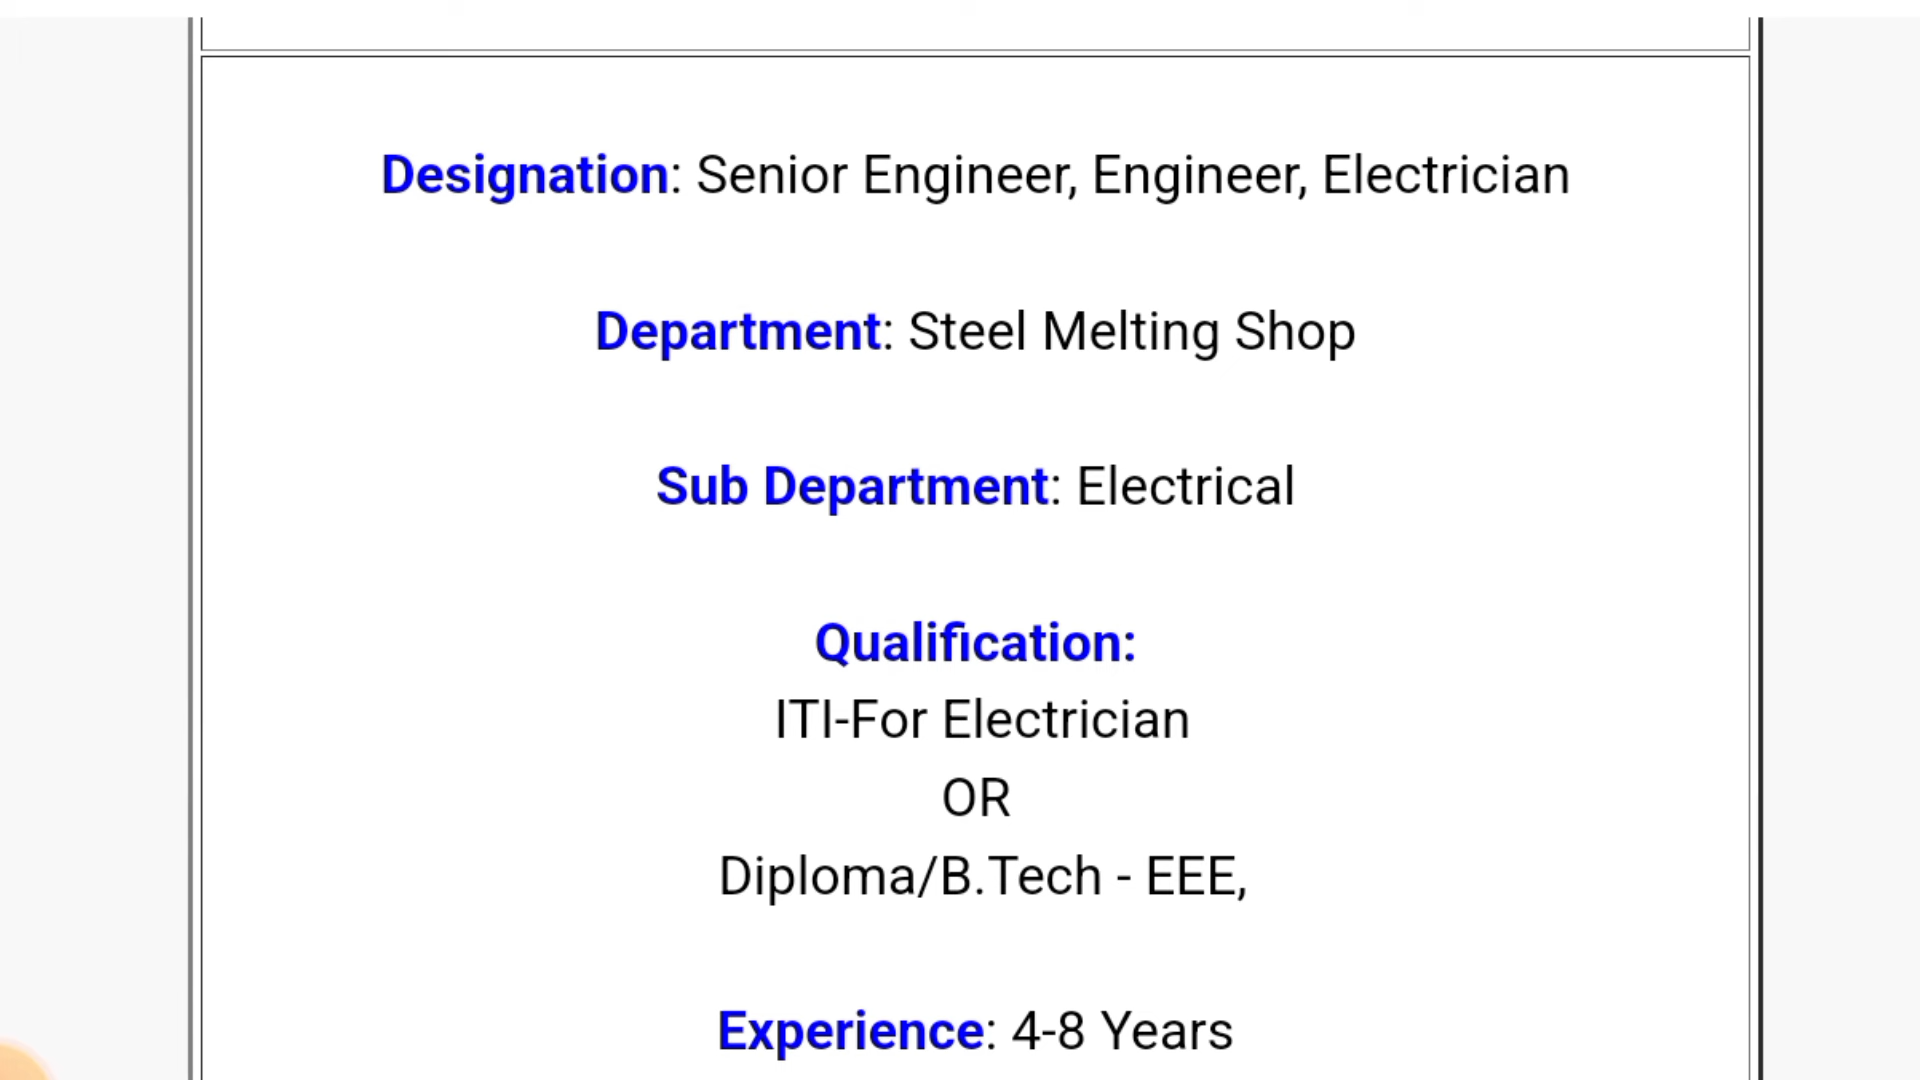 Designation: Senior Engineer, Engineer, Electrician
Department: Steel Melting Shop
Sub Department: Electrical
Qualification:
ITI-For Electrician
OR
Diploma/B.Tech - EEE,
Experience: 4-8 Years